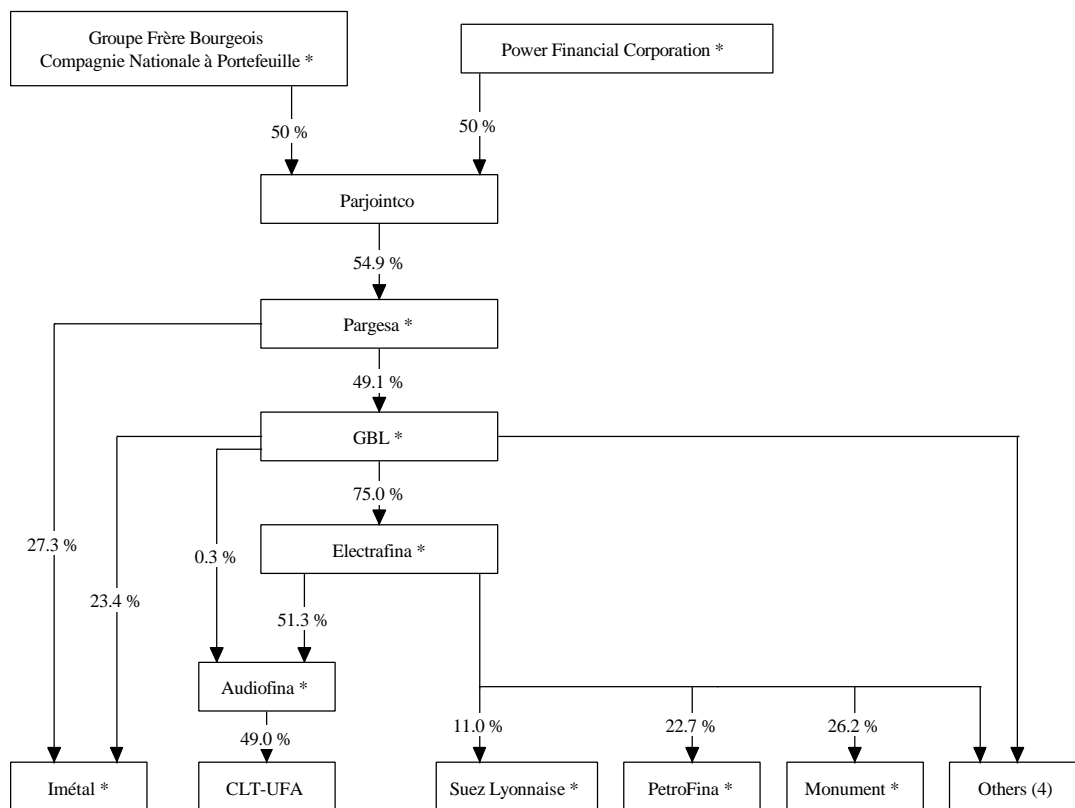 Groupe Frère Bourgeois
Compagnie Nationale à Portefeuille *
Power Financial Corporation *
50 %
50 %
Parjointco
54.9 %
Pargesa *
49.1 %
GBL *
75.0 %
Electrafina *
27.3 %
0.3 %
23.4 %
51.3 %
Audiofina *
49.0 %
11.0 %
22.7 %
26.2 %
Imétal *
CLT-UFA
Suez Lyonnaise *
PetroFina *
Monument *
Others (4)